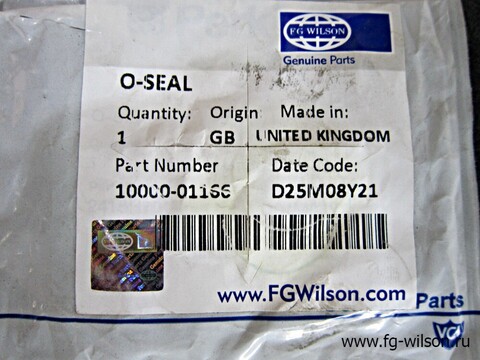 FG WILSON
Genuine Parts
O-SEAL
Quantity: Origin: Made in:
1 GB UNITED KINGDOM
Part Number Date Code:
10000-01166 D25M08Y21
www.FGWilson.com
Parts
www.fg-wilson.ru